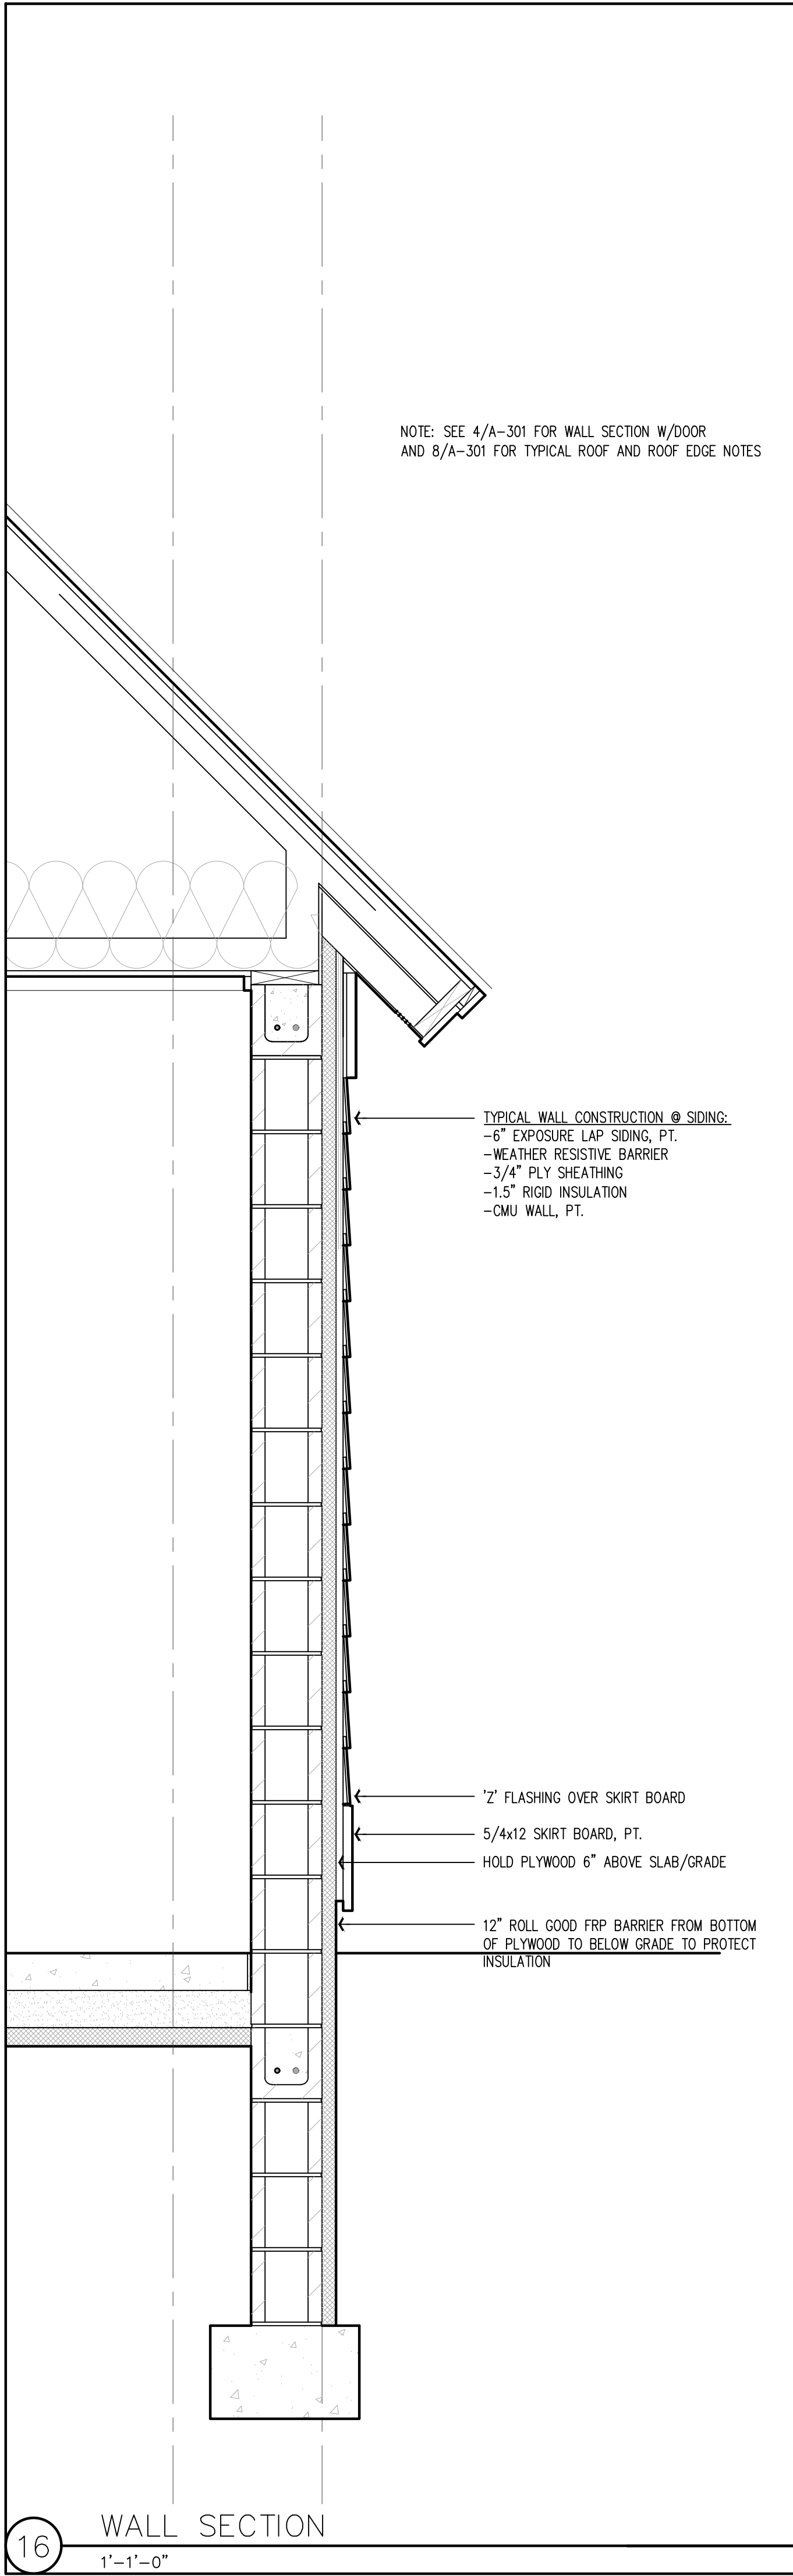 NOTE: SEE 4/A-301 FOR WALL SECTION W/DOOR
AND 8/A-301 FOR TYPICAL ROOF AND ROOF EDGE NOTES
TYPICAL WALL CONSTRUCTION @ SIDING:
-6" EXPOSURE LAP SIDING, PT.
-WEATHER RESISTIVE BARRIER
-3/4" PLY SHEATHING
-1.5" RIGID INSULATION
-CMU WALL, PT.
'Z' FLASHING OVER SKIRT BOARD
5/4x12 SKIRT BOARD, PT.
HOLD PLYWOOD 6" ABOVE SLAB/GRADE
12" ROLL GOOD FRP BARRIER FROM BOTTOM
OF PLYWOOD TO BELOW GRADE TO PROTECT
INSULATION
16
WALL SECTION
1'-1'-0"